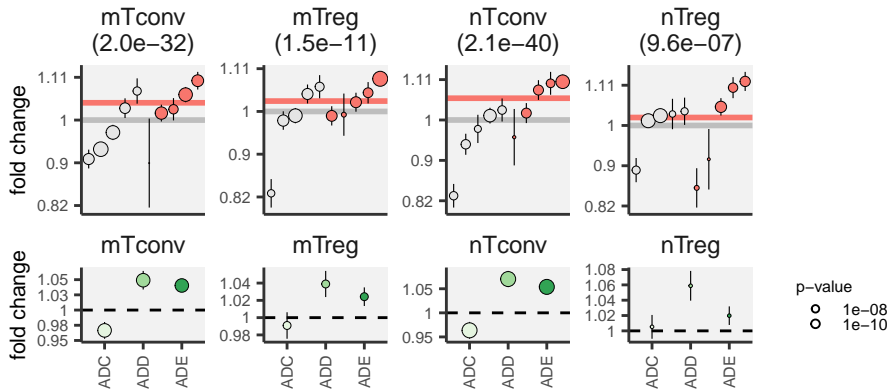 mTconv
(2.0e−32)
mTreg
(1.5e−11)
nTconv
(2.1e−40)
nTreg
(9.6e−07)
fold change
1.11
1
0.9
0.82
1.11
1
0.82
1.11
1
0.9
0.82
1.11
1
0.9
0.82
mTconv
mTreg
nTconv
nTreg
fold change
1.05
1.03
1
0.98
0.95
1.04
1.02
1
0.98
1.05
1
0.95
1.08
1.06
1.04
1.02
1
ADC
ADD
ADE
ADC
ADD
ADE
ADC
ADD
ADE
ADC
ADD
ADE
p−value
1e−08
1e−10